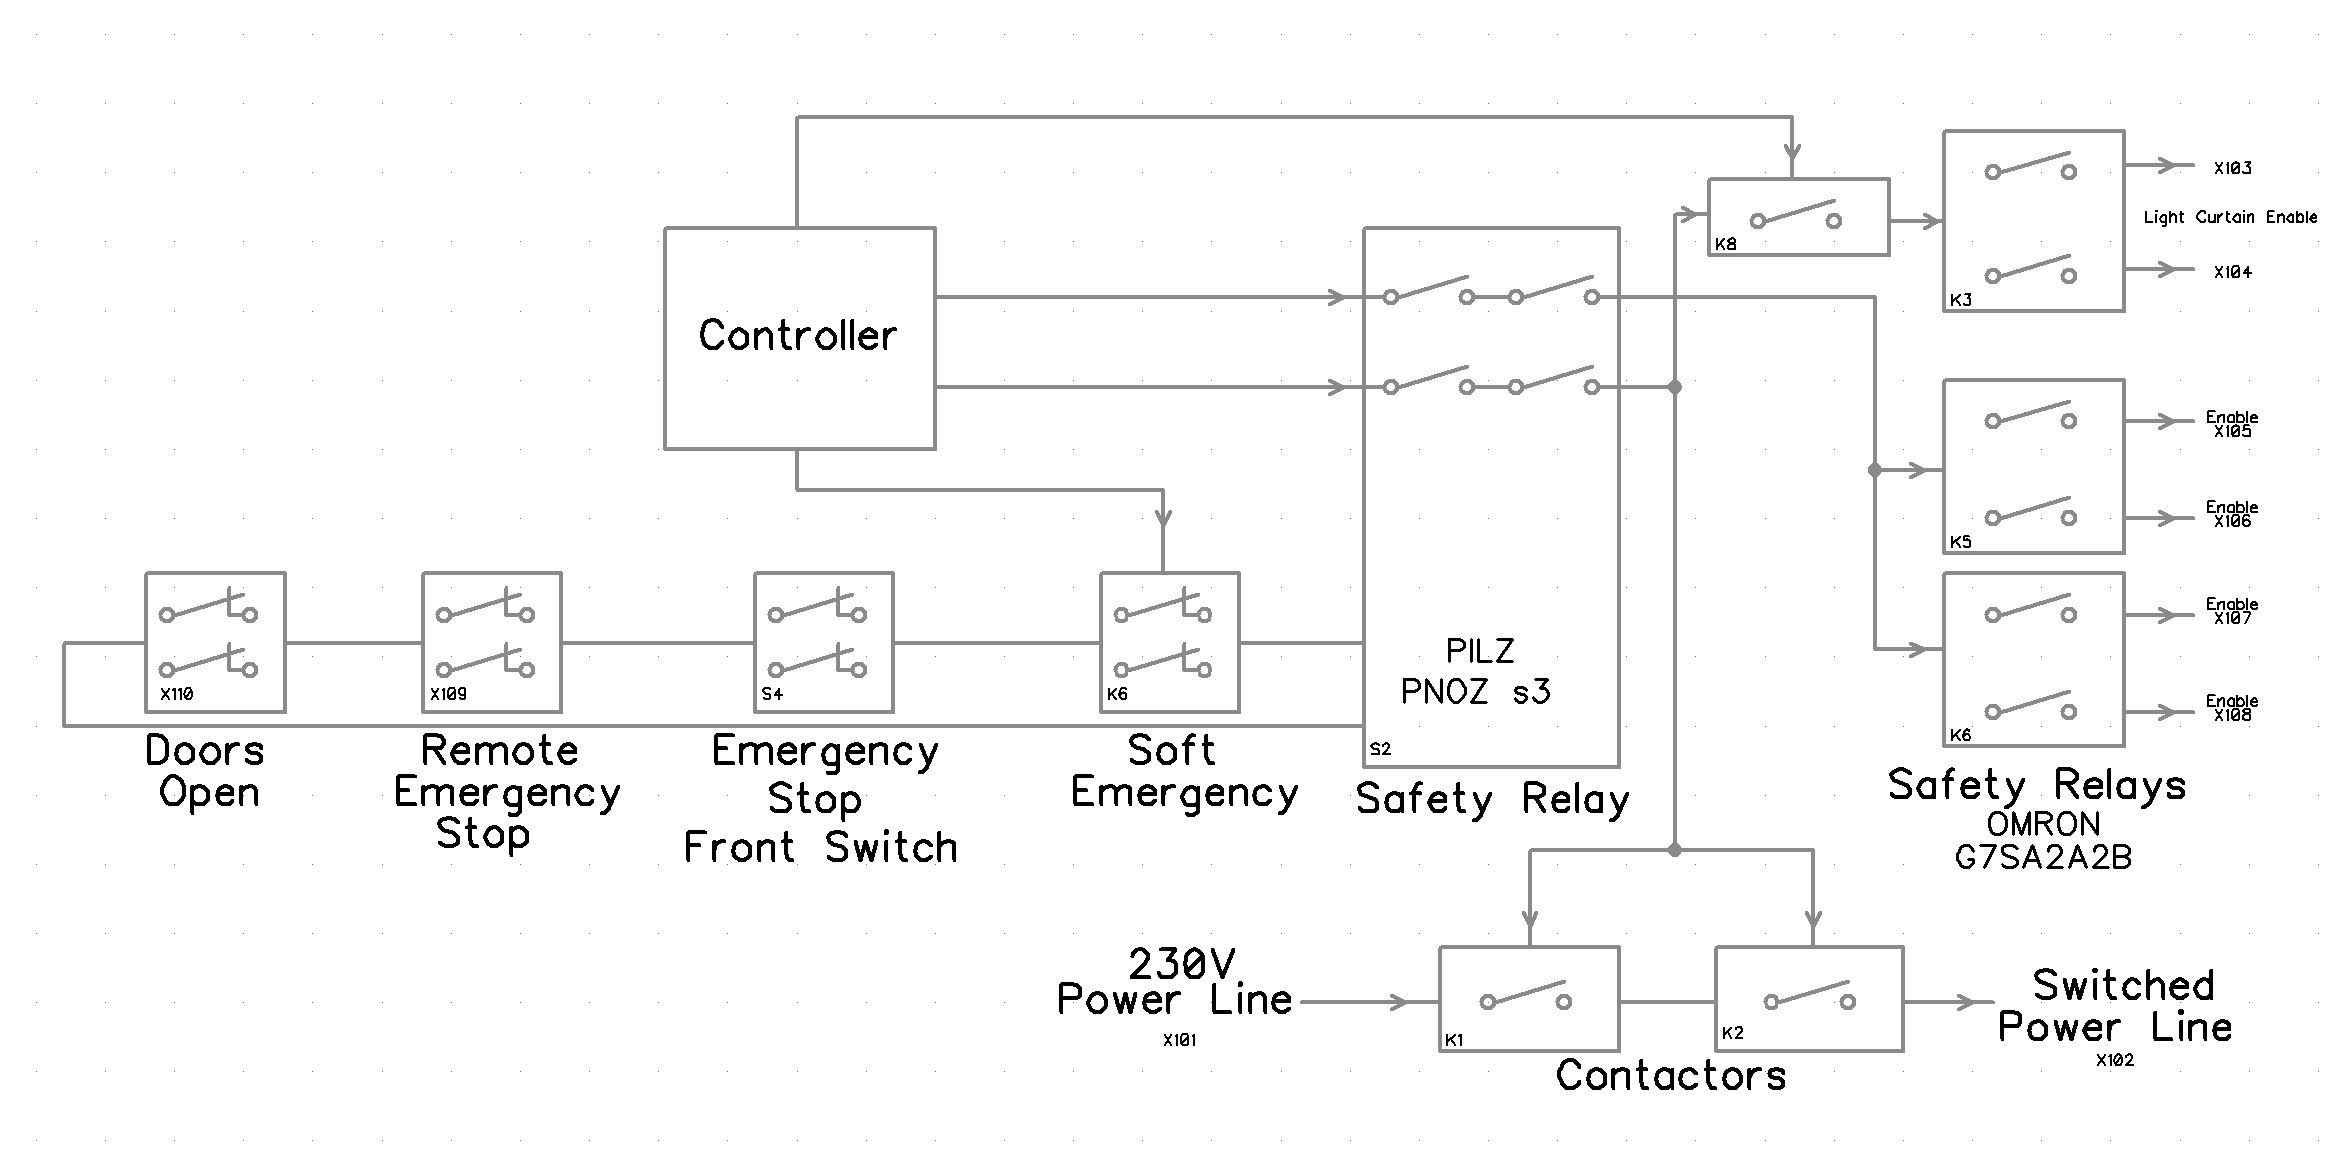 X103
Light Curtain Enable
X104
K8
K3
Controller
Enable
X105
Enable
X106
K5
Enable
X107
Enable
X108
K6
Safety Relays
OMRON
G7SA2A2B
PILZ
PNOZ s3
S2
Safety Relay
X110
Doors
Open
X109
Remote
Emergency
Stop
S4
Emergency
Stop
Front Switch
K6
Soft
Emergency
230V
Power Line
X101
K1
K2
Contactors
Switched
Power Line
X102